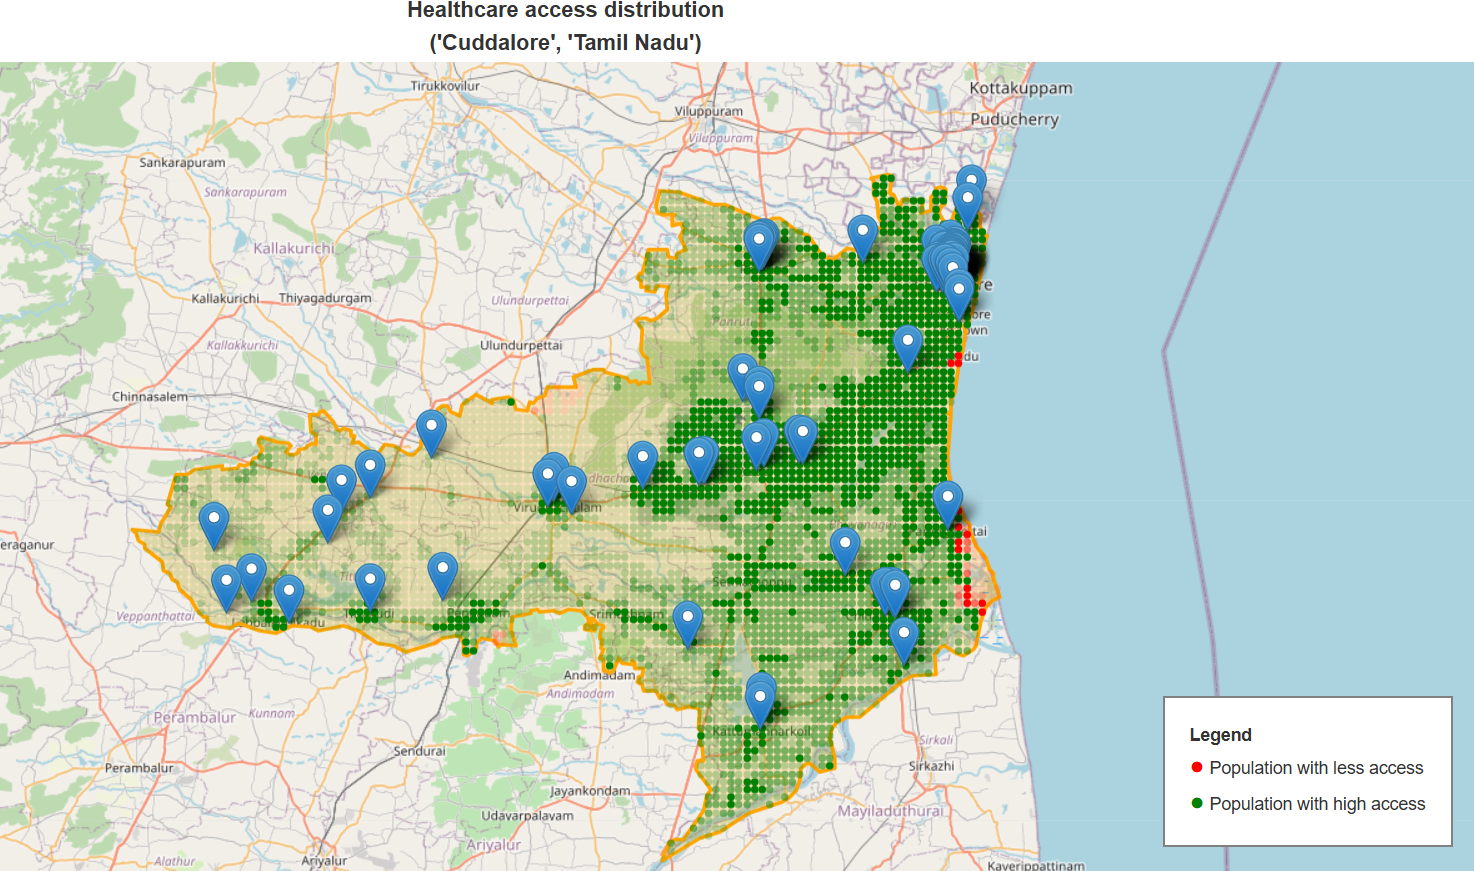 Healthcare access distribution
('Cuddalore', 'Tamil Nadu')
Tirukkovilur
Kottakuppam
Viluppuram
Puducherry
Viluppuram
Sankarapuram
Sankarapuram
Kallakurichi
Kallakurichi
Thiyagadurgam
Ulundurpettai
Panruti
Kallakkurichi
Ulundurpettai
Chinnasalem
Veppanthattai
Andimadam
Andimadam
Perambalur
Kunnam
Sendurai
Perambalur
Sirkali
Sirkazhi
Jayankondam
Udavarpalavam
Mayiladuthurai
Ariyalur
Alathur
Ariyalur
Kaverippattinam
Legend
Population with less access
Population with high access